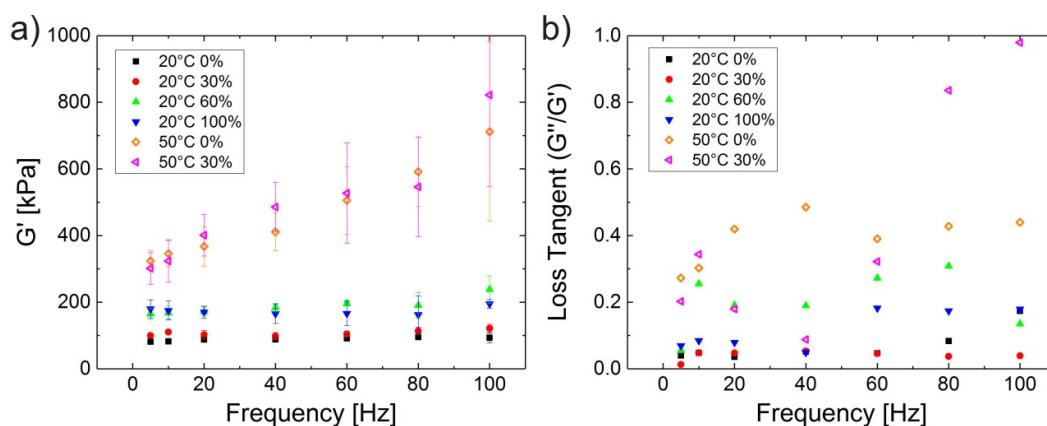 a)
1000
800
600
400
200
0
G' [kPa]
20°C 0%
20°C 30%
20°C 60%
20°C 100%
50°C 0%
50°C 30%
0 20 40 60 80 100
Frequency [Hz]
b)
1.0
0.8
0.6
0.4
0.2
0.0
Loss Tangent (G''/G')
20°C 0%
20°C 30%
20°C 60%
20°C 100%
50°C 0%
50°C 30%
0 20 40 60 80 100
Frequency [Hz]